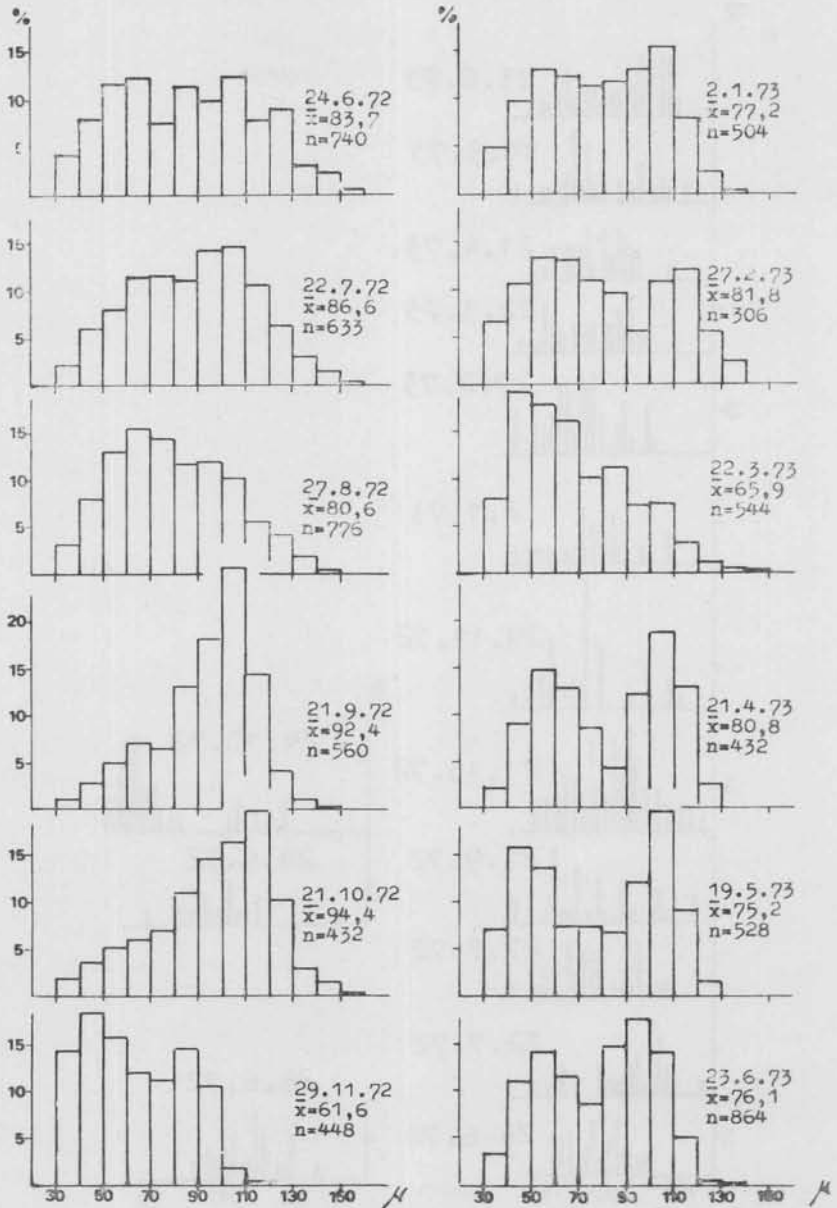 %
15
10
5
24.6.72
x̄=83,7
n=740
15
10
5
22.7.72
x̄=86,6
n=633
15
10
5
27.8.72
x̄=80,6
n=776
20
15
10
5
21.9.72
x̄=92,4
n=560
15
10
5
21.10.72
x̄=94,4
n=432
15
10
5
29.11.72
x̄=61,6
n=448
30 50 70 90 110 130 150 μ
%
2.1.73
x̄=77,2
n=504
27.2.73
x̄=81,8
n=306
22.3.73
x̄=65,9
n=544
21.4.73
x̄=80,8
n=432
19.5.73
x̄=75,2
n=528
23.6.73
x̄=76,1
n=864
30 50 70 90 110 130 150 μ